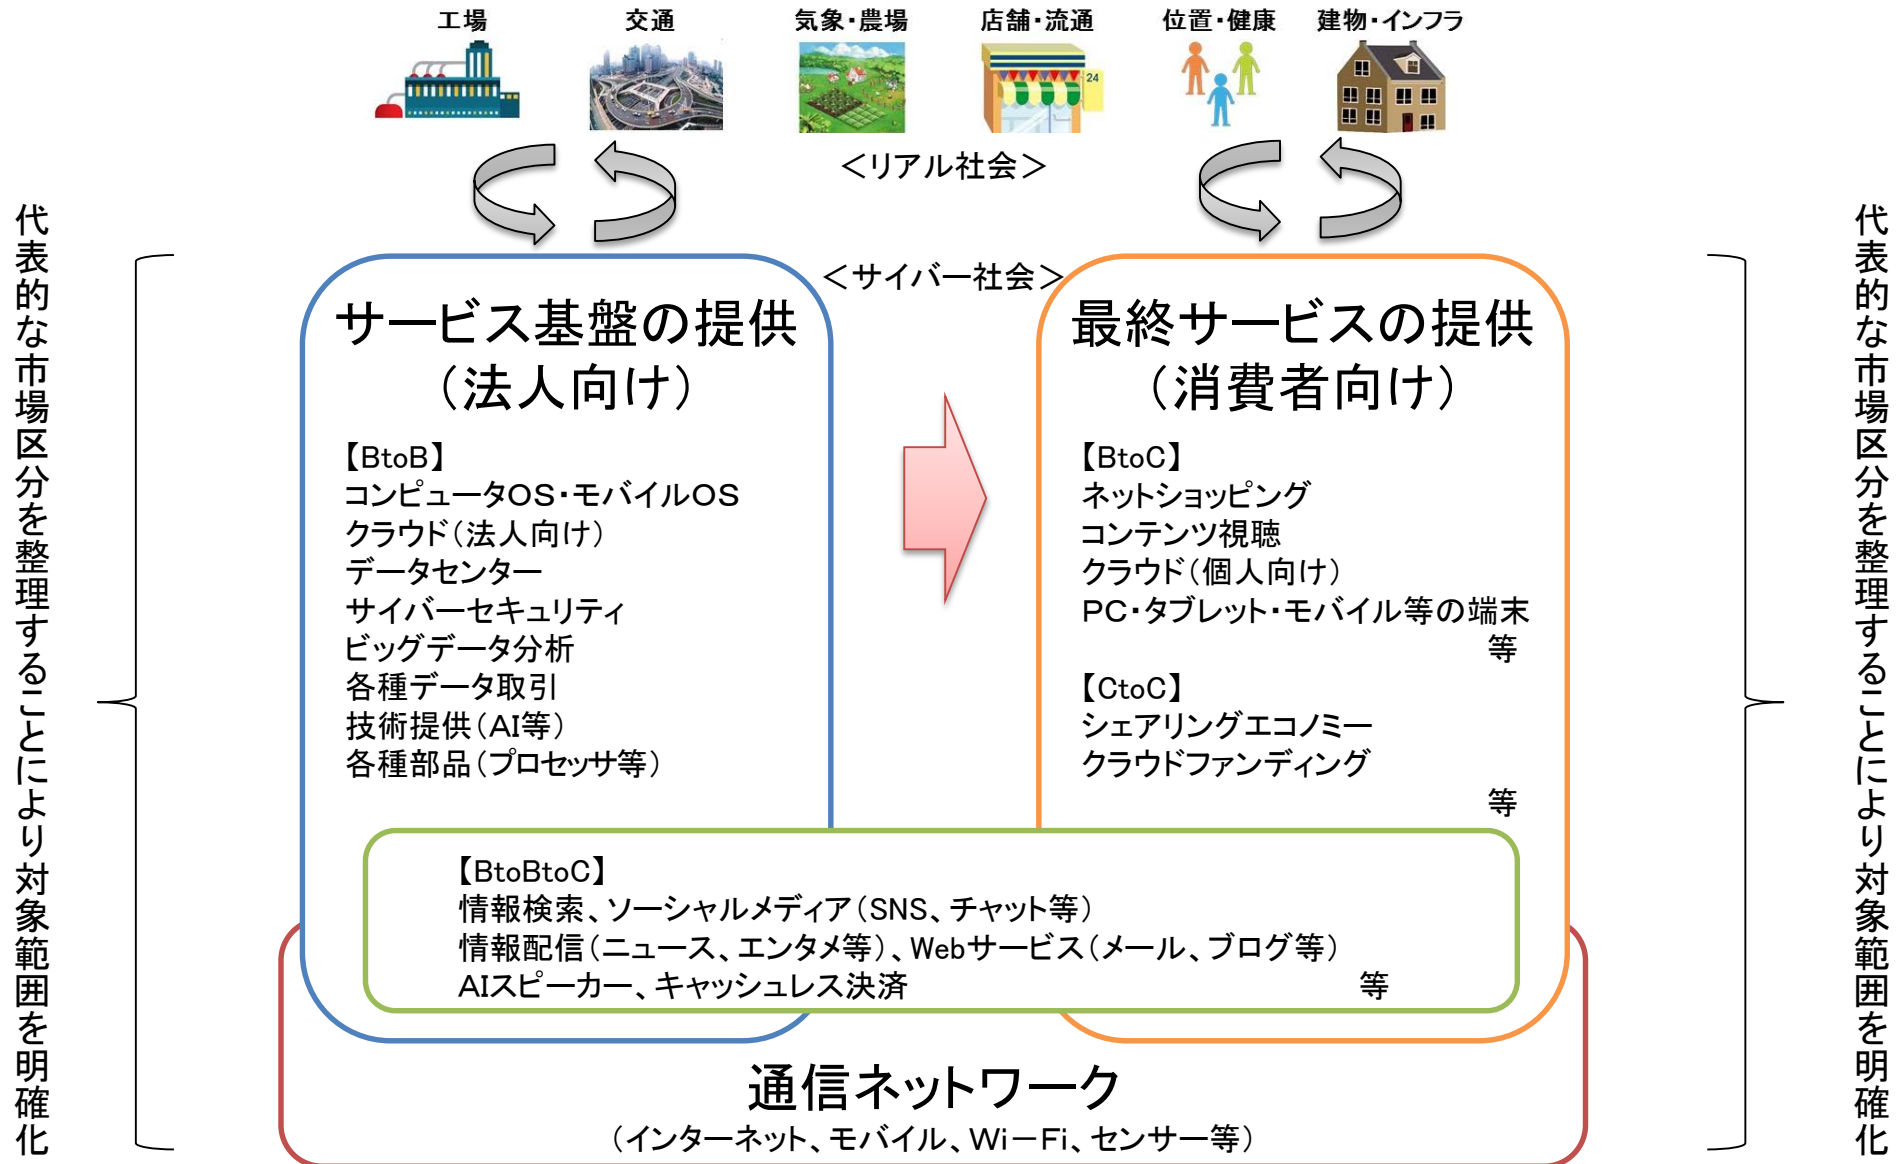 工場
交通
気象・農場
店舗・流通
位置・健康
建物・インフラ
24
＜リアル社会＞
＜サイバー社会＞
代表的な市場区分を整理することにより対象範囲を明確化
サービス基盤の提供
（法人向け）
【BtoB】
コンピュータOS・モバイルOS
クラウド（法人向け）
データセンター
サイバーセキュリティ
ビッグデータ分析
各種データ取引
技術提供（AI等）
各種部品（プロセッサ等）
最終サービスの提供
（消費者向け）
【BtoC】
ネットショッピング
コンテンツ視聴
クラウド（個人向け）
PC・タブレット・モバイル等の端末
等
【CtoC】
シェアリングエコノミー
クラウドファンディング
等
【BtoBtoC】
情報検索、ソーシャルメディア（SNS、チャット等）
情報配信（ニュース、エンタメ等）、Webサービス（メール、ブログ等）
AIスピーカー、キャッシュレス決済 等
通信ネットワーク
（インターネット、モバイル、Wi－Fi、センサー等）
代表的な市場区分を整理することにより対象範囲を明確化